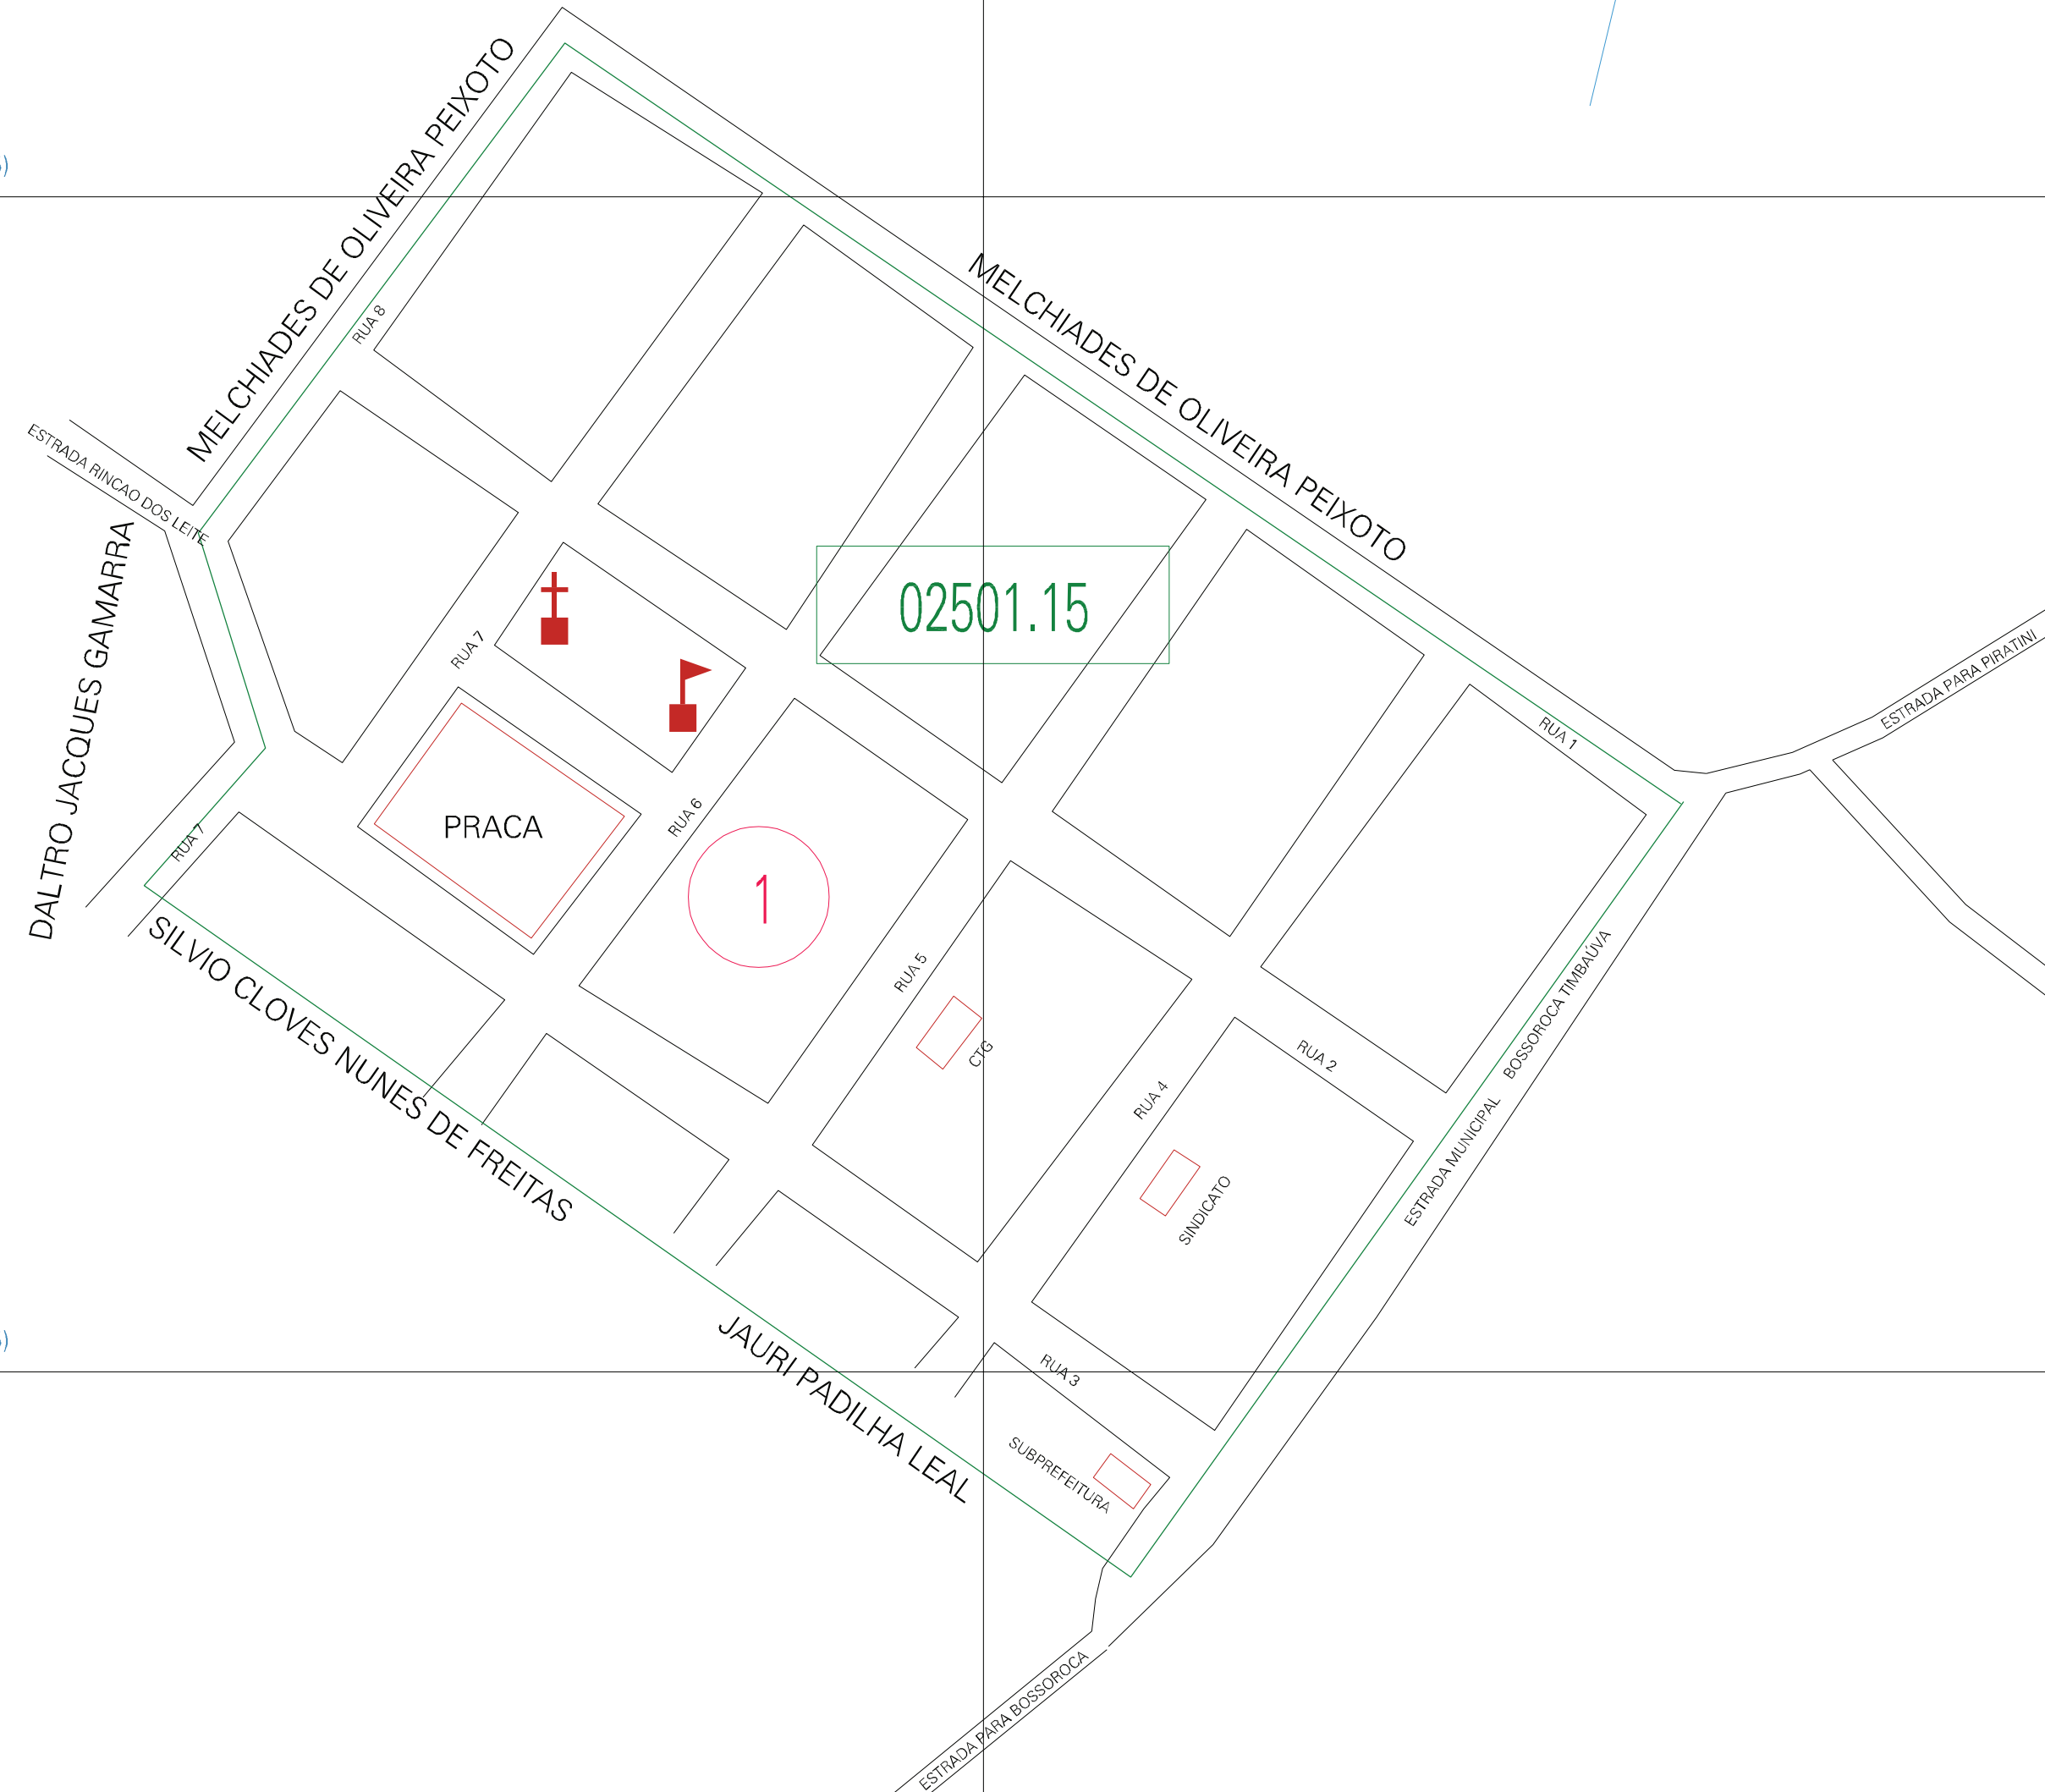 MELCHIADES DE OLIVEIRA PEIXOTO
MELCHIADES DE OLIVEIRA PEIXOTO
RUA 8
ESTRADA RINCAO DOS LEITE
DALTRO JACQUES GAMARRA
02501.15
RUA 7
ESTRADA PARA PIRATINI
RUA 1
PRACA
RUA 6
RUA 7
1
SILVIO CLOVES NUNES DE FREITAS
RUA 5
CTG
RUA 2
RUA 4
ESTRADA MUNICIPAL BOSSOROCA TIMBAÚVA
SINDICATO
JAURI PADILHA LEAL
RUA 3
SUBPREFEITURA
ESTRADA PARA BOSSOROCA